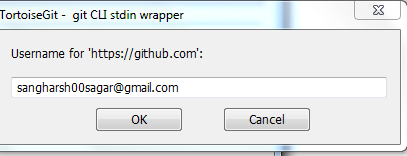 TortoiseGit - git CLI stdin wrapper
Username for 'https://github.com':
sangharsh00sagar@gmail.com
OK
Cancel